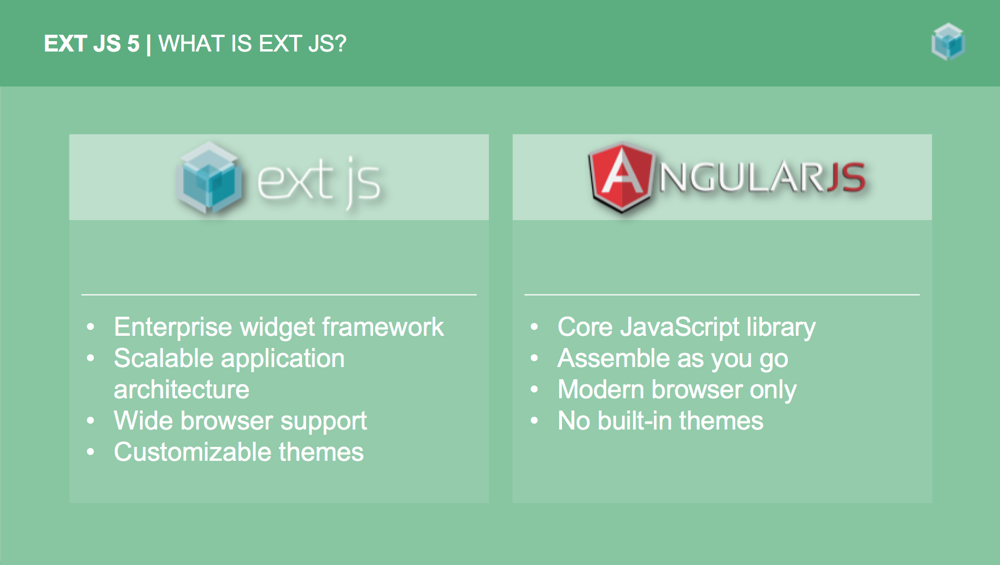 EXT JS 5 | WHAT IS EXT JS?
ext js
ANGULARJS
• Enterprise widget framework
• Scalable application
architecture
• Wide browser support
• Customizable themes
• Core JavaScript library
• Assemble as you go
• Modern browser only
• No built-in themes